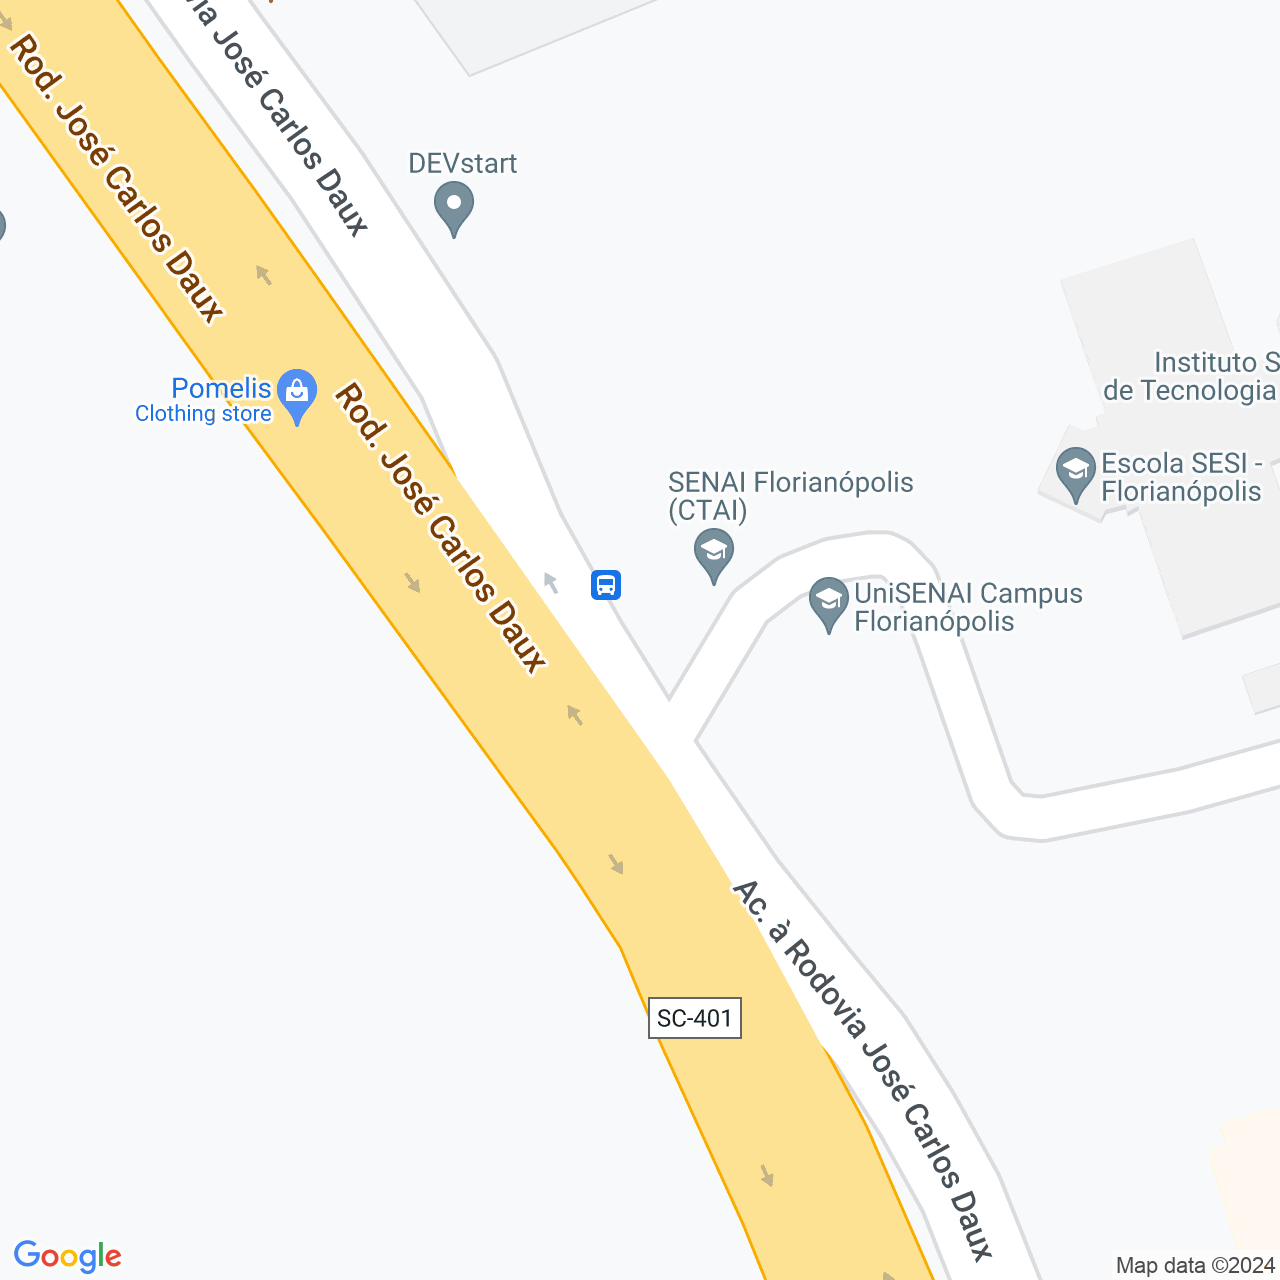 via José Carlos Daux
Rod. José Carlos Daux
DEVstart
Instituto S
de Tecnologia
Pomelis
Clothing store
Rod. José Carlos Daux
Escola SESI -
Florianópolis
SENAI Florianópolis
(CTAI)
UniSENAI Campus
Florianópolis
Ac. à Rodovia José Carlos Daux
SC-401
Google
Map data ©2024